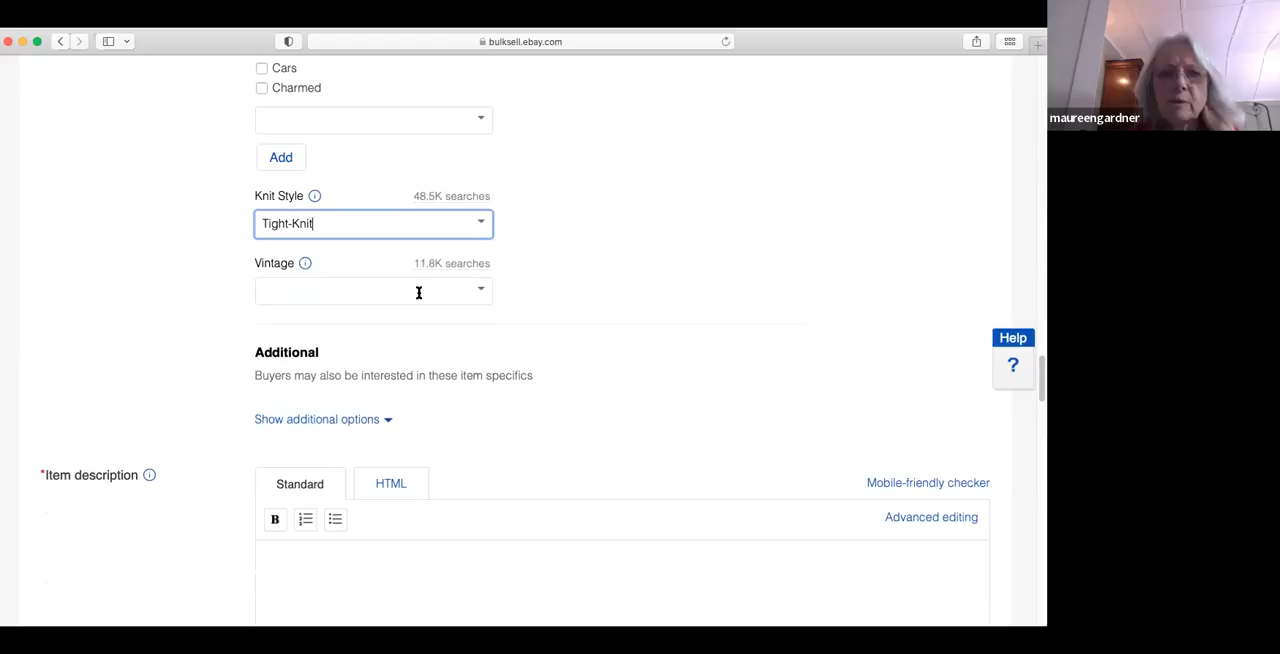 bulksell.ebay.com
Cars
Charmed
maureengardner
Add
Knit Style 48.5K searches
Tight-Knit
Vintage 11.8K searches
Help
?
Additional
Buyers may also be interested in these item specifics
Show additional options
*Item description
Standard HTML Mobile-friendly checker
B Advanced editing